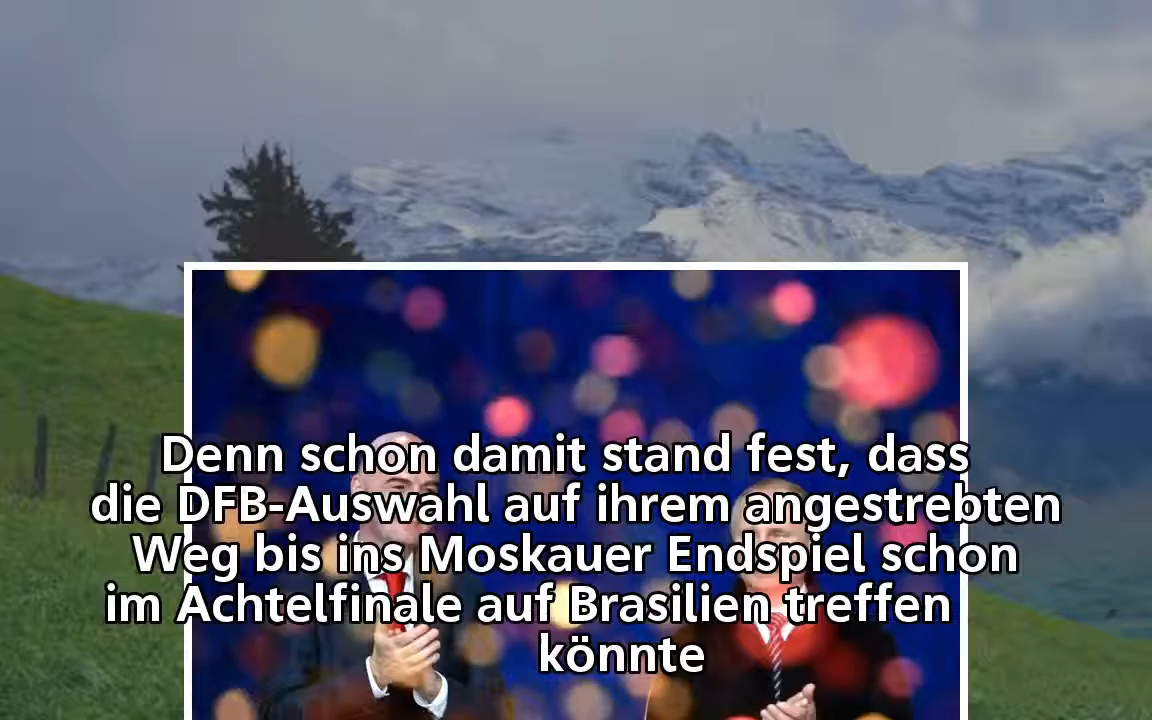 Denn schon damit stand fest, dass
die DFB-Auswahl auf ihrem angestrebten
Weg bis ins Moskauer Endspiel schon
im Achtelfinale auf Brasilien treffen
könnte